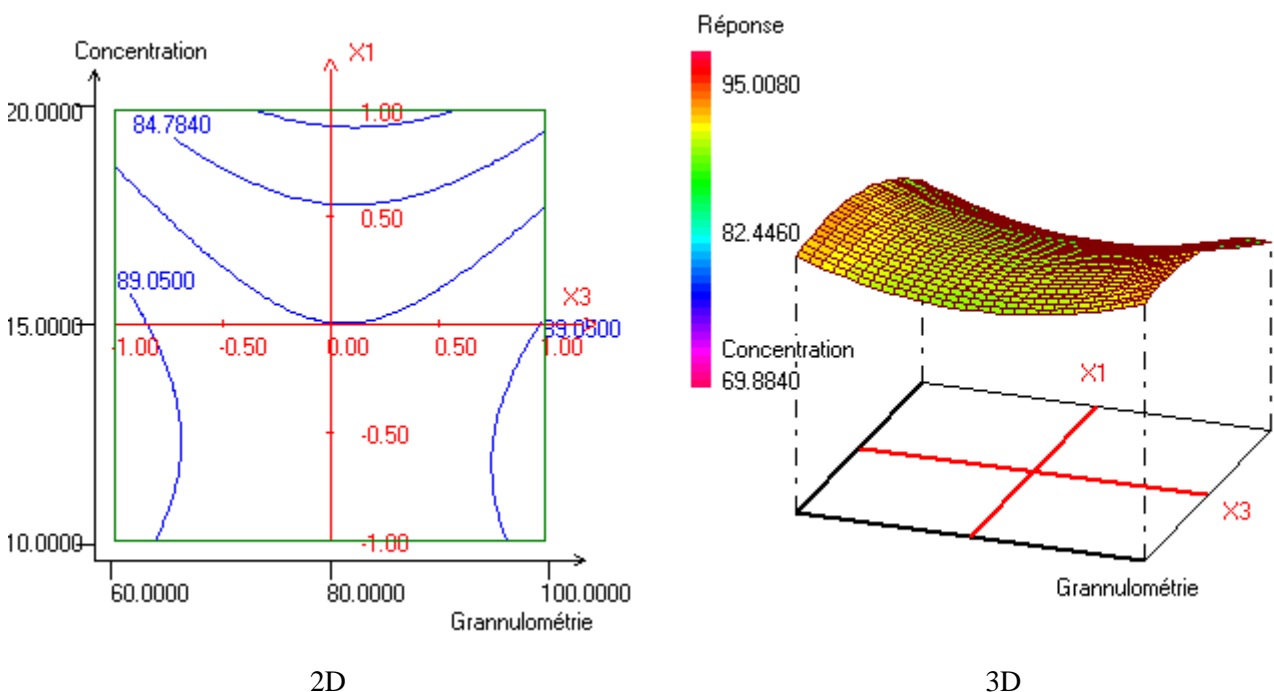 Concentration
X1
20.0000
1.00
84.7840
0.50
89.0500
X3
15.0000
89.0500
-1.00
-0.50
0.00
0.50
1.00
-0.50
10.0000
-1.00
60.0000
80.0000
100.0000
Grannulométrie
2D
Réponse
95.0080
82.4460
Concentration
69.8840
X1
X3
Grannulométrie
3D